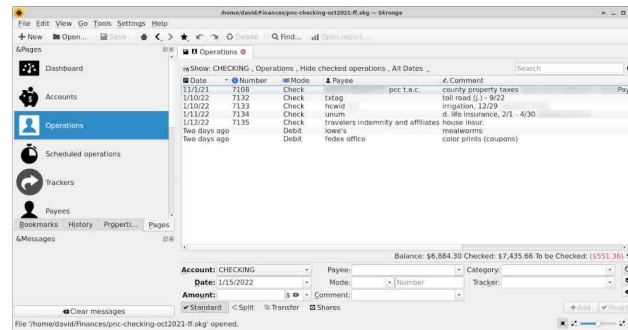 /home/david/Finances/pnc-checking-oct2021-ff.skg — Skrooge
File Edit View Go Tools Settings Help
New Open... Save Delete Find... Open report...
&Pages
Dashboard
Accounts
Operations
Scheduled operations
Trackers
Payees
Bookmarks History Properti... Pages
&Messages
Clear messages
Operations
Show: CHECKING , Operations , Hide checked operations , All Dates
Search
Date Number Mode Payee Comment
11/1/21 7108 Check pcc t.a.c. county property taxes Pay
1/10/22 7132 Check txtag toll road (j.) - 9/22
1/10/22 7133 Check hcwid irrigation, 12/29
1/11/22 7134 Check unum d. life insurance, 2/1 - 4/30
1/12/22 7135 Check travelers indemnity and affiliates house insur.
Two days ago Debit lowe's mealworms
Two days ago Debit fedex office color prints (coupons)
Balance: $6,884.30 Checked: $7,435.66 To be Checked: ($551.36)
Account: CHECKING Payee: Category:
Date: 1/15/2022 Mode: Number Tracker:
Amount: $ Comment:
Standard Split Transfer Shares
Add
File '/home/david/Finances/pnc-checking-oct2021-ff.skg' opened.